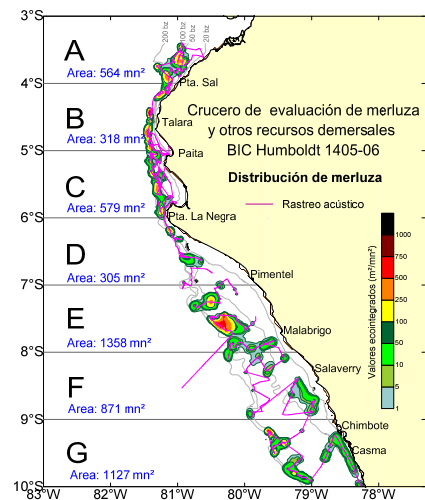 3°S
4°S
5°S
6°S
7°S
8°S
9°S
10°S
83°W
82°W
81°W
80°W
79°W
78°W
200 bz
100 bz
50 bz
20 bz
A
Area: 564 mn²
B
Area: 318 mn²
C
Area: 579 mn²
D
Area: 305 mn²
E
Area: 1358 mn²
F
Area: 871 mn²
G
Area: 1127 mn²
Pta. Sal
Talara
Paita
Pta. La Negra
Pimentel
Malabrigo
Salaverry
Chimbote
Casma
Crucero de evaluación de merluza
y otros recursos demersales
BIC Humboldt 1405-06
Distribución de merluza
Rastreo acústico
Valores ecointegrados (m²/mn²)
1000
750
500
250
100
50
10
5
1